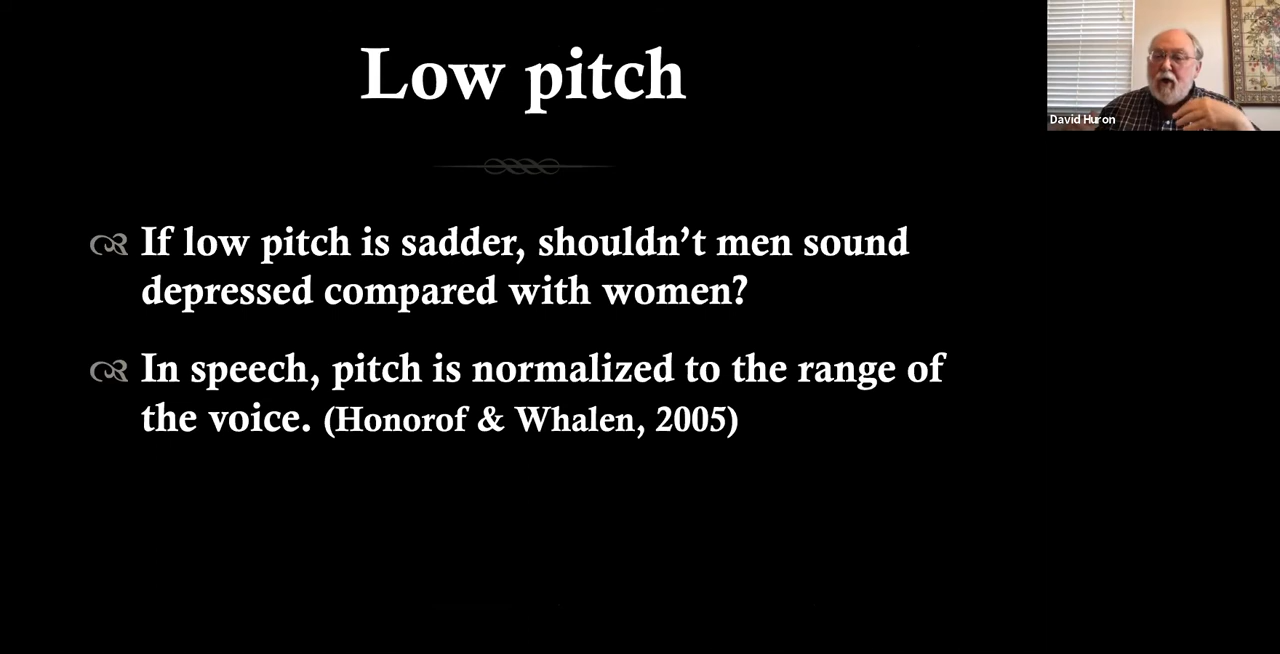 Low pitch
David Huron
If low pitch is sadder, shouldn’t men sound
depressed compared with women?
In speech, pitch is normalized to the range of
the voice. (Honorof & Whalen, 2005)